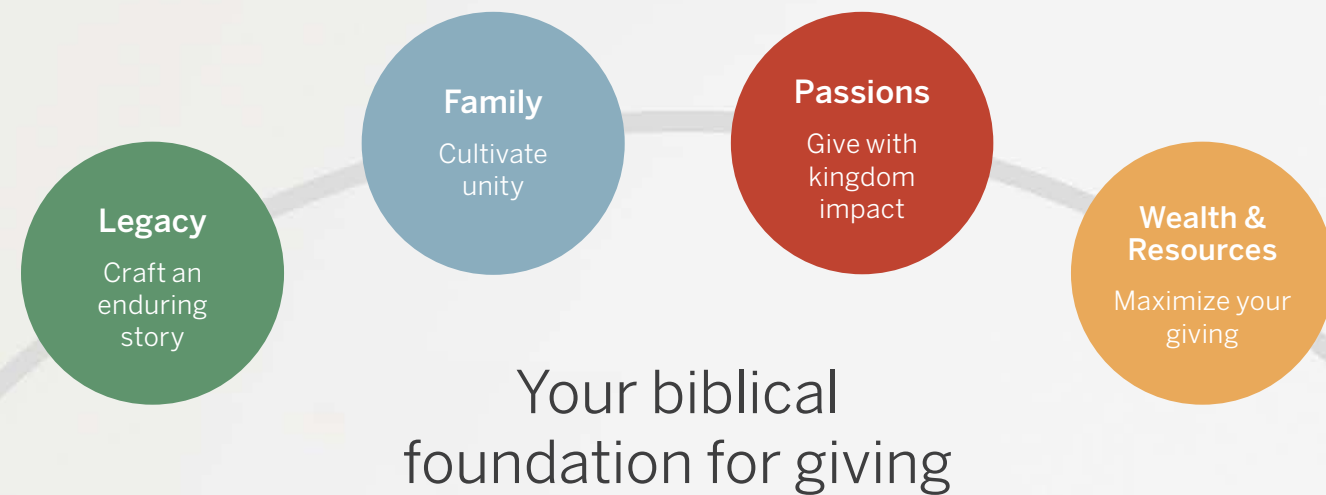 Legacy
Craft an
enduring
story
Family
Cultivate
unity
Passions
Give with
kingdom
impact
Wealth &
Resources
Maximize your
giving
Your biblical
foundation for giving